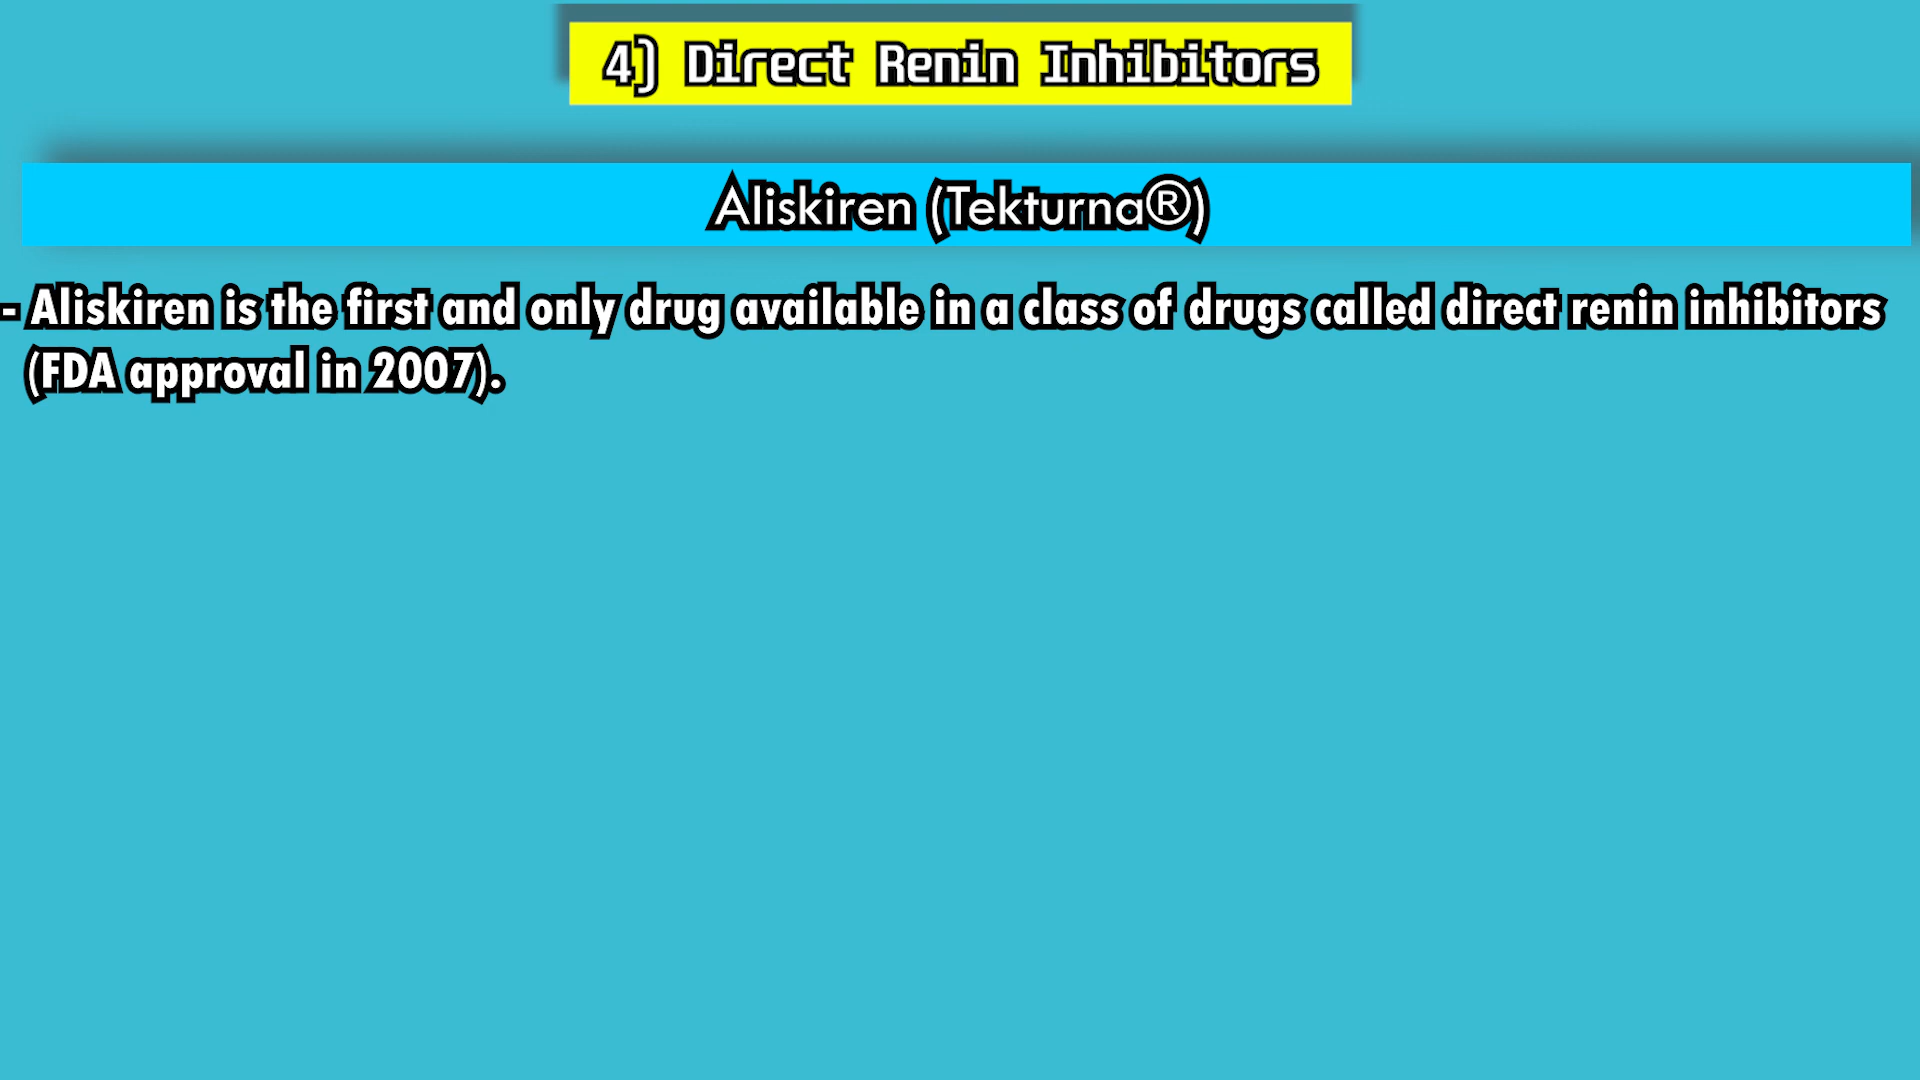 4) Direct Renin Inhibitors
Aliskiren (Tekturna®)
- Aliskiren is the first and only drug available in a class of drugs called direct renin inhibitors
(FDA approval in 2007).